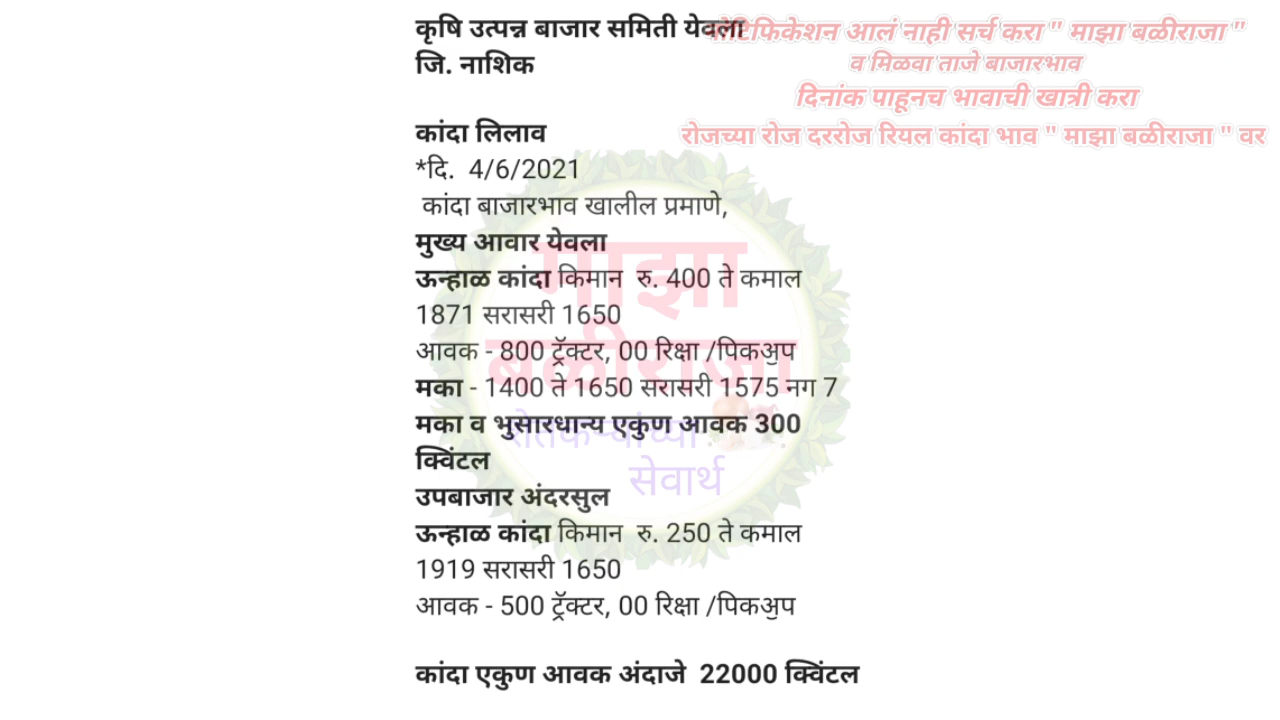 कृषि उत्पन्न बाजार समिती येवला
जि. नाशिक
नोटिफिकेशन आलं नाही सर्च करा " माझा बळीराजा "
व मिळवा ताजे बाजारभाव
दिनांक पाहूनच भावाची खात्री करा
रोजच्या रोज दररोज रियल कांदा भाव " माझा बळीराजा " वर
कांदा लिलाव
*दि. 4/6/2021
कांदा बाजारभाव खालील प्रमाणे,
मुख्य आवार येवला
ऊन्हाळ कांदा किमान रु. 400 ते कमाल
1871 सरासरी 1650
आवक - 800 ट्रॅक्टर, 00 रिक्षा /पिकअॅप
मका - 1400 ते 1650 सरासरी 1575 नग 7
मका व भुसारधान्य एकुण आवक 300
क्विंटल
उपबाजार अंदरसुल
ऊन्हाळ कांदा किमान रु. 250 ते कमाल
1919 सरासरी 1650
आवक - 500 ट्रॅक्टर, 00 रिक्षा /पिकअॅप
कांदा एकुण आवक अंदाजे 22000 क्विंटल
माझा
बळीराजा
शेतकऱ्यांच्या
सेवार्थ